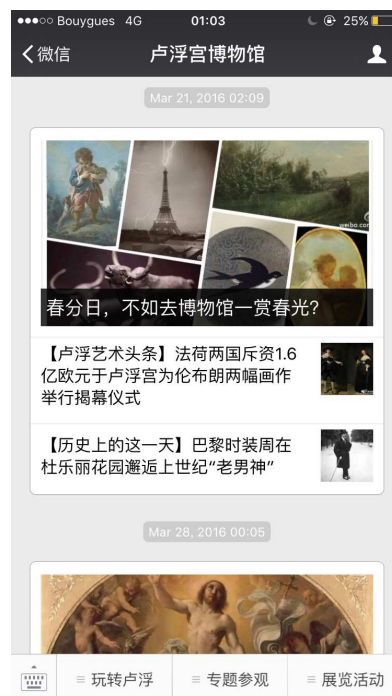 Bouygues 4G 01:03 25%
微信 卢浮宫博物馆
Mar 21, 2016 02:09
weibo.com
春分日，不如去博物馆一赏春光？
【卢浮艺术头条】法荷两国斥资1.6
亿欧元于卢浮宫为伦布朗两幅画作
举行揭幕仪式
【历史上的这一天】巴黎时装周在
杜乐丽花园邂逅上世纪“老男神”
Mar 28, 2016 00:05
玩转卢浮 专题参观 展览活动